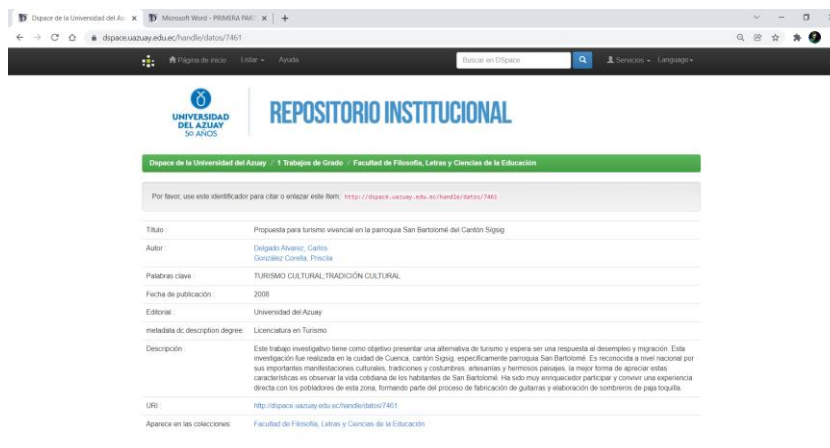 Dspace de la Universidad del Az
Microsoft Word - PRIMERA PAR
dspace.uazuay.edu.ec/handle/datos/7461
Página de inicio Listar Ayuda
Buscar en DSpace
Servicios Language
UNIVERSIDAD
DEL AZUAY
50 AÑOS
REPOSITORIO INSTITUCIONAL
Dspace de la Universidad del Azuay / 1 Trabajos de Grado / Facultad de Filosofía, Letras y Ciencias de la Educación
Por favor, use este identificador para citar o enlazar este ítem: http://dspace.uazuay.edu.ec/handle/datos/7461
Título : Propuesta para turismo vivencial en la parroquia San Bartolomé del Cantón Sigsig
Autor : Delgado Alvarez, Carlos
González Corella, Priscila
Palabras clave : TURISMO CULTURAL;TRADICIÓN CULTURAL
Fecha de publicación : 2008
Editorial : Universidad del Azuay
metadata.dc.description.degree: Licenciatura en Turismo
Descripción : Este trabajo investigativo tiene como objetivo presentar una alternativa de turismo y espera ser una respuesta al desempleo y migración. Esta
investigación fue realizada en la cuidad de Cuenca, cantón Sigsig, específicamente parroquia San Bartolomé. Es reconocida a nivel nacional por
sus importantes manifestaciones culturales, tradiciones y costumbres, artesanías y hermosos paisajes, la mejor forma de apreciar estas
características es observar la vida cotidiana de los habitantes de San Bartolomé. Ha sido muy enriquecedor participar y convivir una experiencia
directa con los pobladores de esta zona, formando parte del proceso de fabricación de guitarras y elaboración de sombreros de paja toquilla.
URI : http://dspace.uazuay.edu.ec/handle/datos/7461
Aparece en las colecciones: Facultad de Filosofía, Letras y Ciencias de la Educación